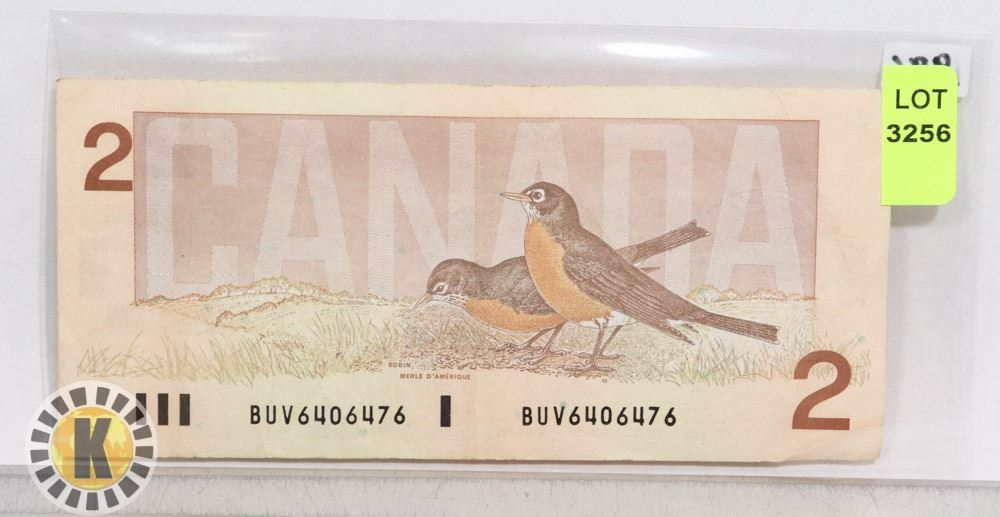 LOT
3256
2
CANADA
ROBIN
MERLE D'AMÉRIQUE
2
BUV6406476 BUV6406476
K